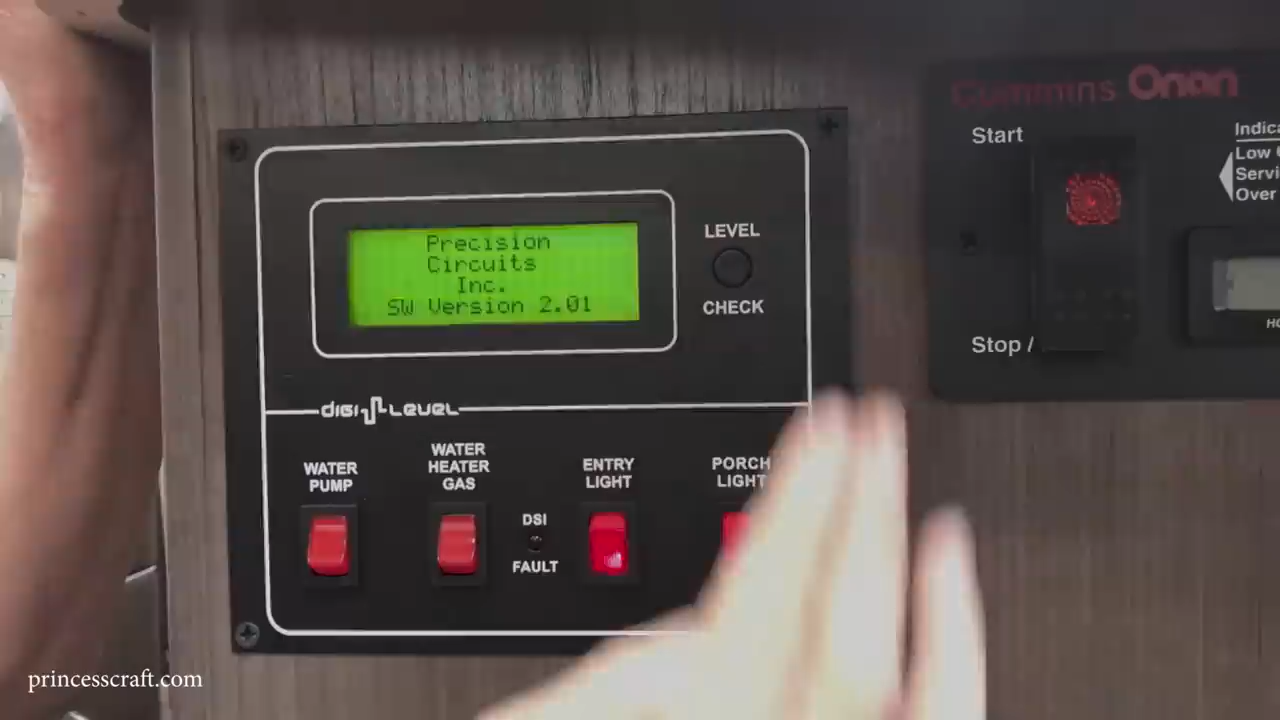 Cummins Onan
Start
Indica
Low
Servi
Over
Precision
Circuits
Inc.
SW Version 2.01
LEVEL
CHECK
Stop /
HO
DIGI LEVEL
WATER
PUMP
WATER
HEATER
GAS
DSI
FAULT
ENTRY
LIGHT
PORCH
LIGHT
princesscraft.com